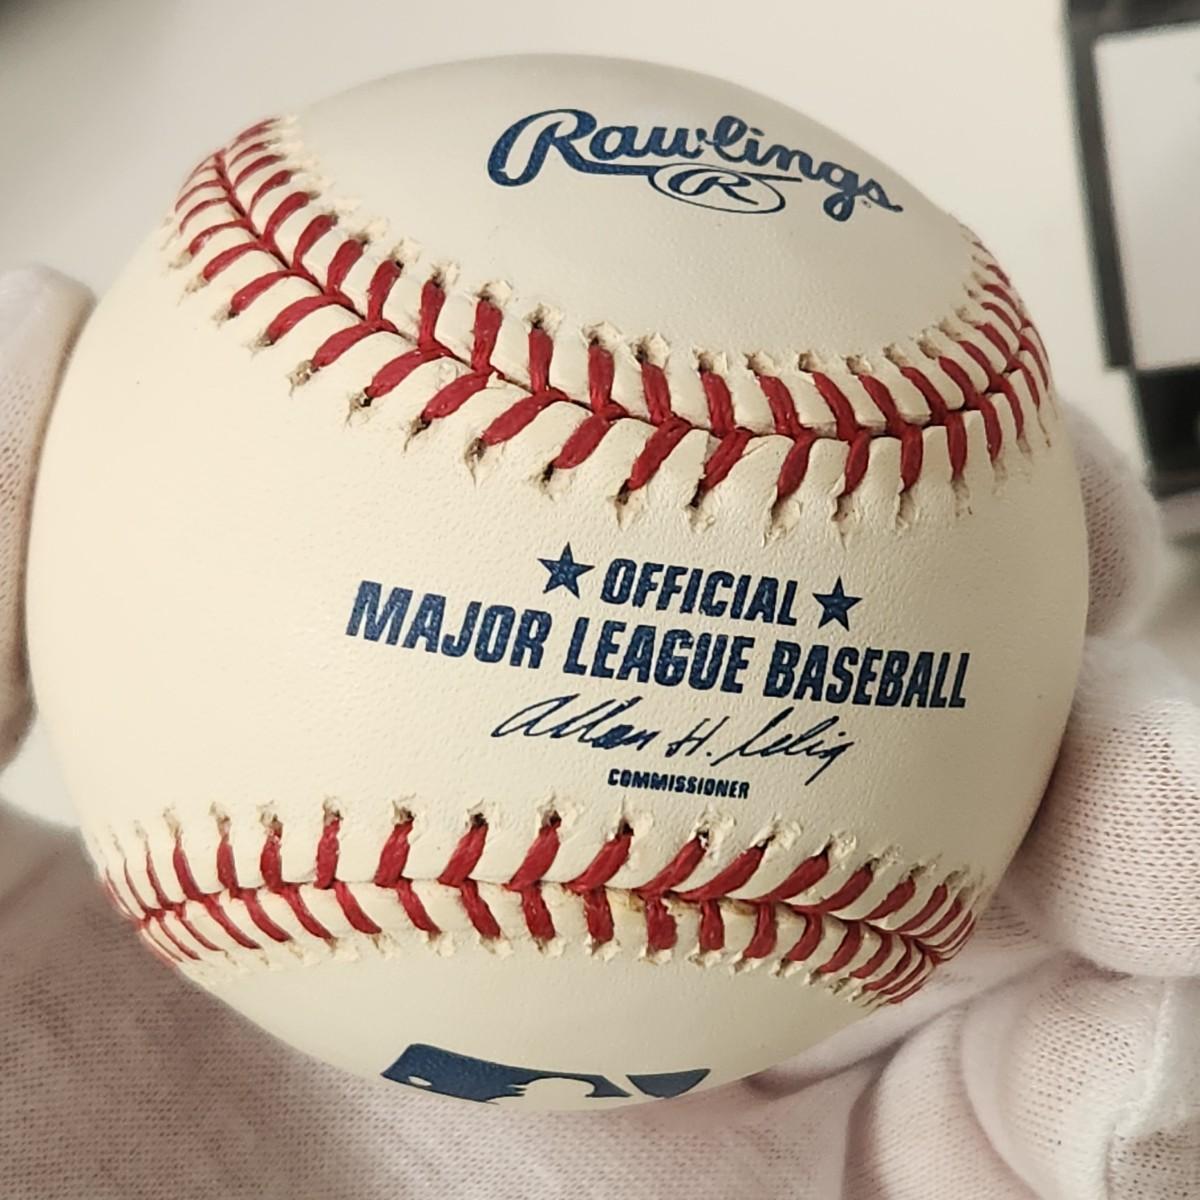 Rawlings
R
★ OFFICIAL ★
MAJOR LEAGUE BASEBALL
Allan H. Selig
COMMISSIONER